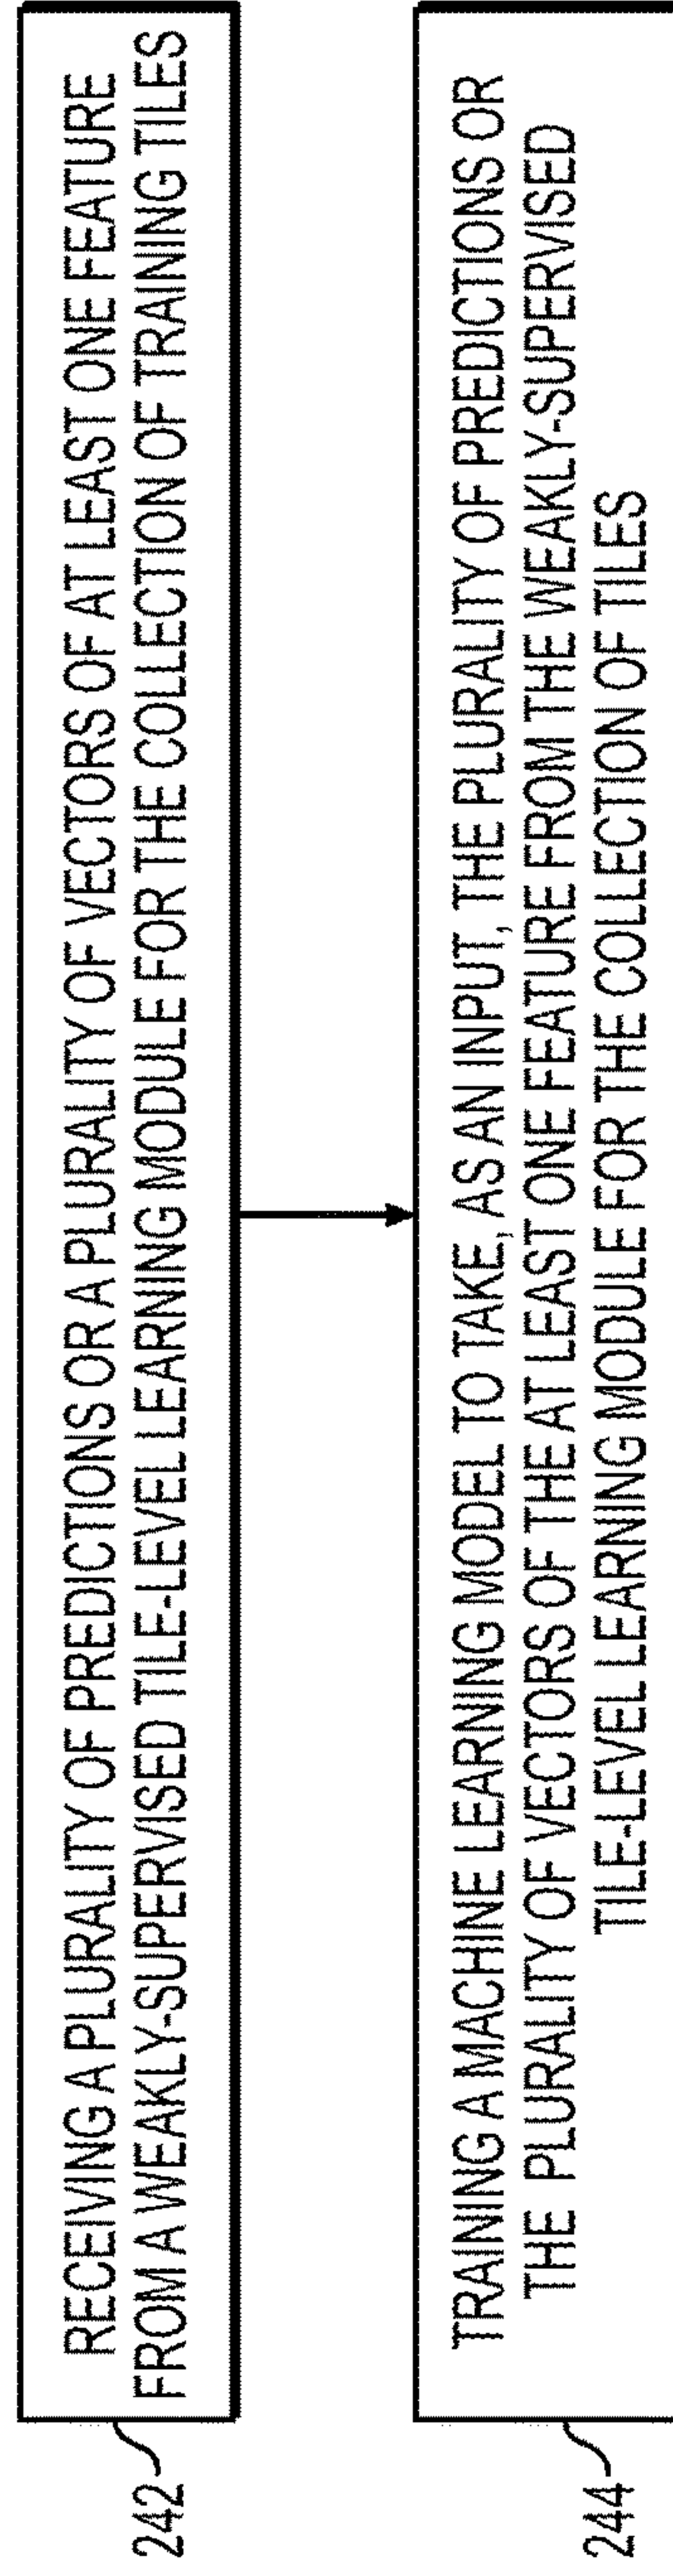 RECEIVING A PLURALITY OF PREDICTIONS OR A PLURALITY OF VECTORS OF AT LEAST ONE FEATURE
FROM A WEAKLY-SUPERVISED TILE-LEVEL LEARNING MODULE FOR THE COLLECTION OF TRAINING TILES
242
TRAINING A MACHINE LEARNING MODEL TO TAKE, AS AN INPUT, THE PLURALITY OF PREDICTIONS OR
THE PLURALITY OF VECTORS OF THE AT LEAST ONE FEATURE FROM THE WEAKLY-SUPERVISED
TILE-LEVEL LEARNING MODULE FOR THE COLLECTION OF TILES
244